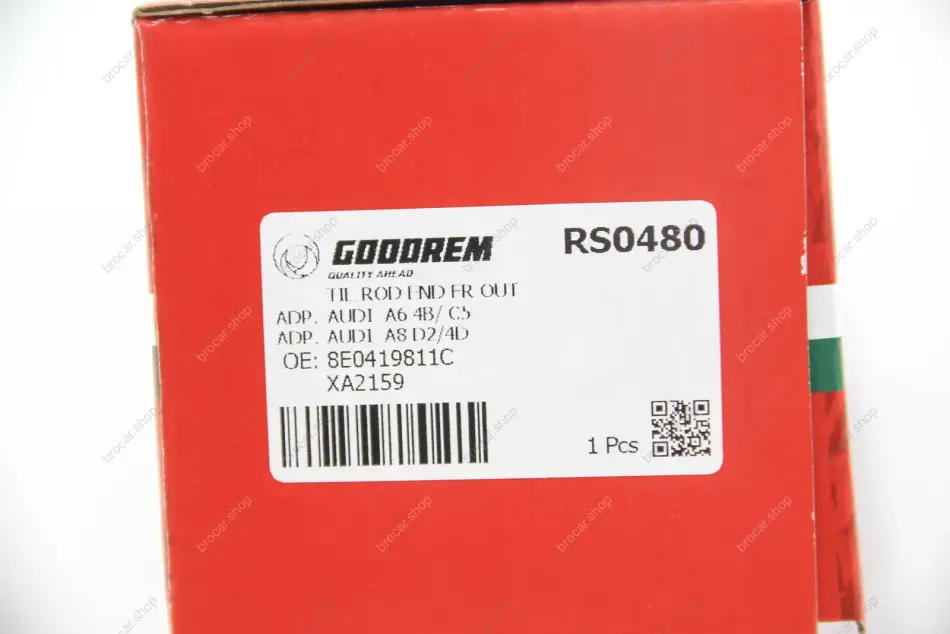 GOODREM
RS0480
QUALITY AHEAD
TIE ROD END FR OUT
ADP. AUDI A6 4B/ C5
ADP. AUDI A8 D2/4D
OE: 8E0419811C
XA2159
1 Pcs
brocar.shop